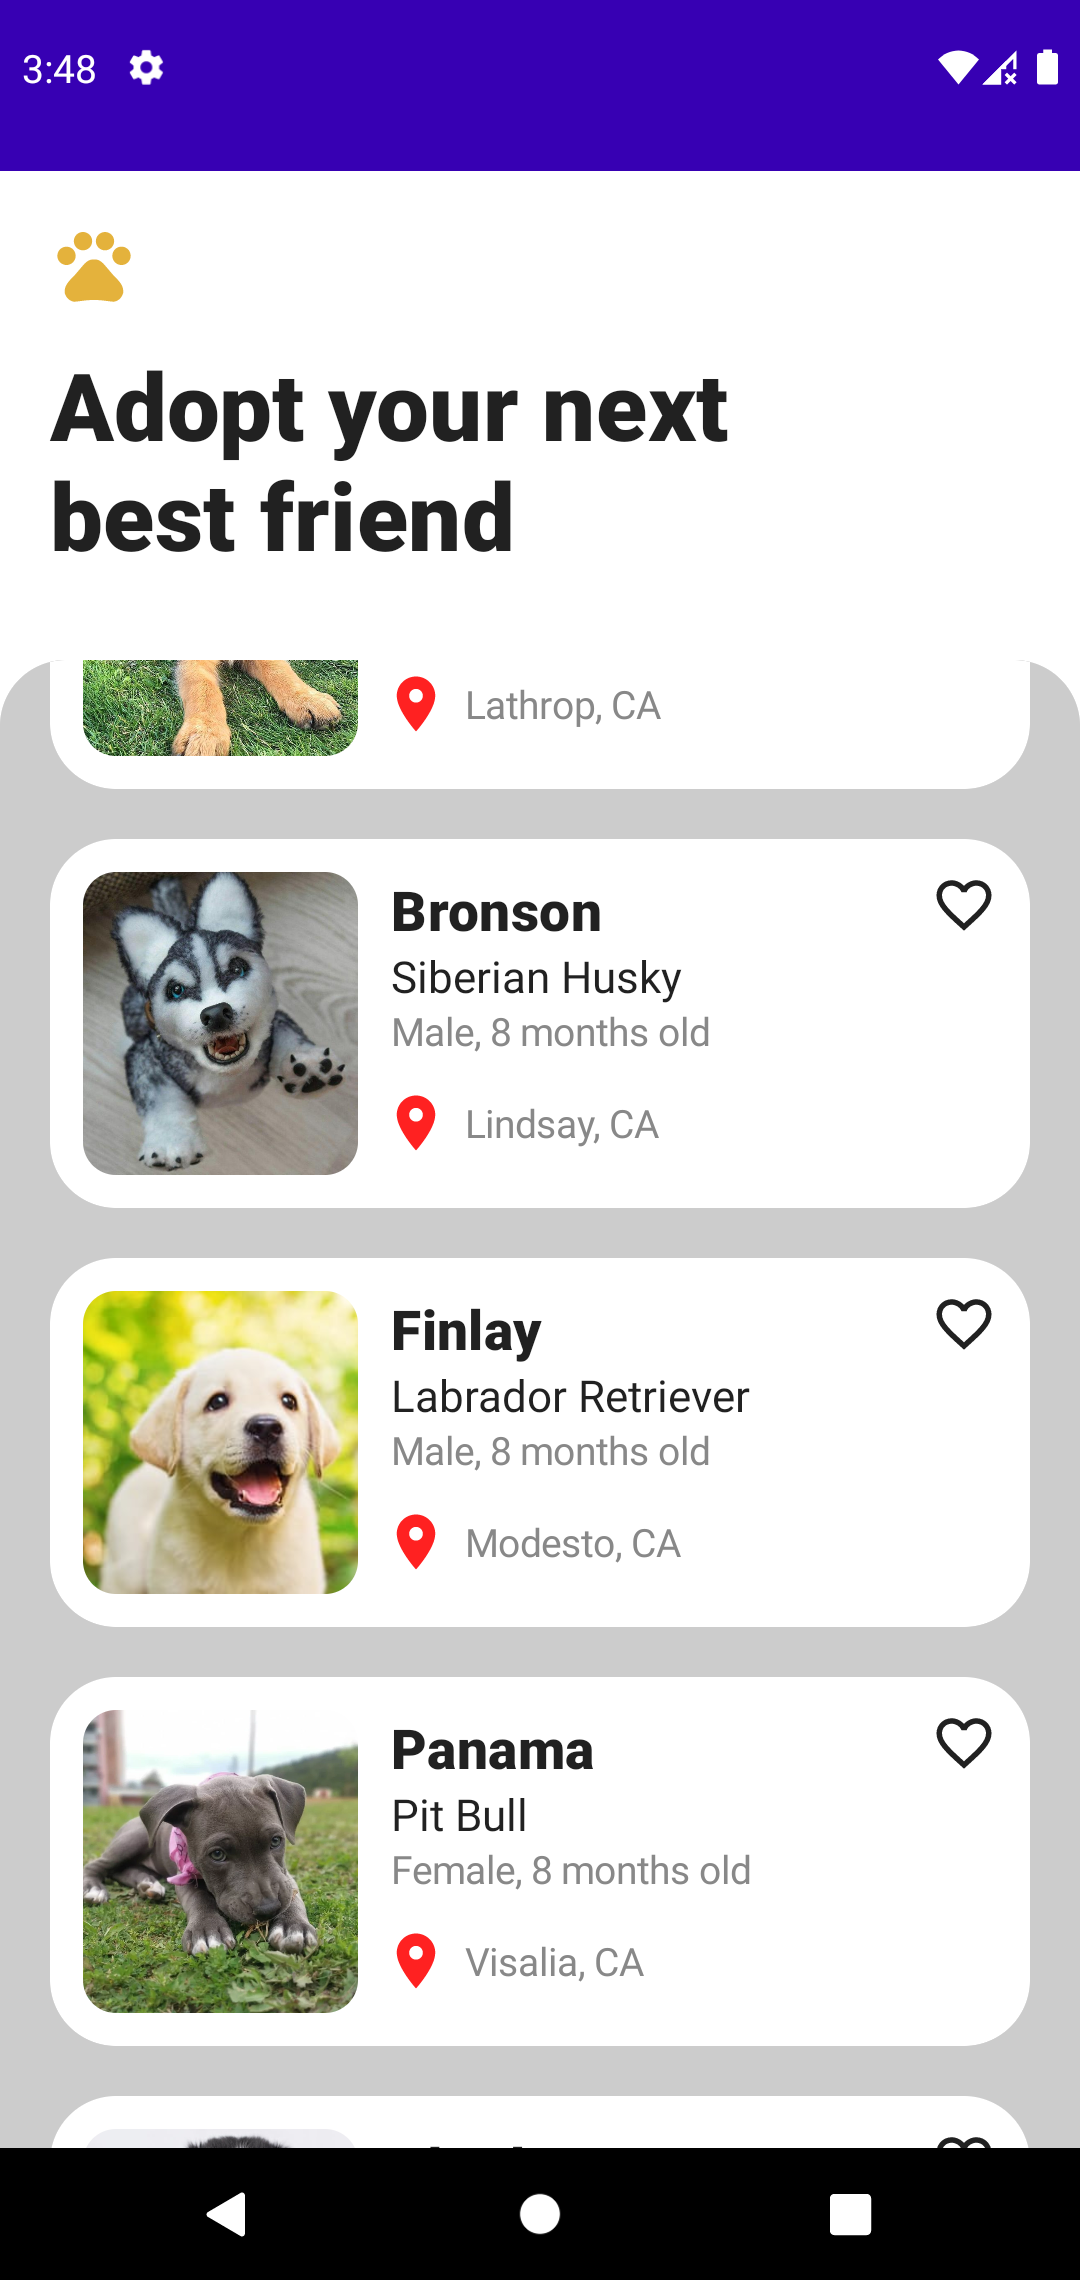 3:48
Adopt your next
best friend
Lathrop, CA
Bronson
Siberian Husky
Male, 8 months old
Lindsay, CA
Finlay
Labrador Retriever
Male, 8 months old
Modesto, CA
Panama
Pit Bull
Female, 8 months old
Visalia, CA